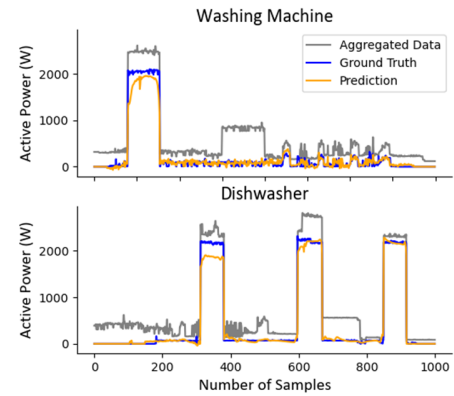 Washing Machine
Active Power (W)
2000
1000
0
Aggregated Data
Ground Truth
Prediction
Dishwasher
Active Power (W)
2000
1000
0
0 200 400 600 800 1000
Number of Samples